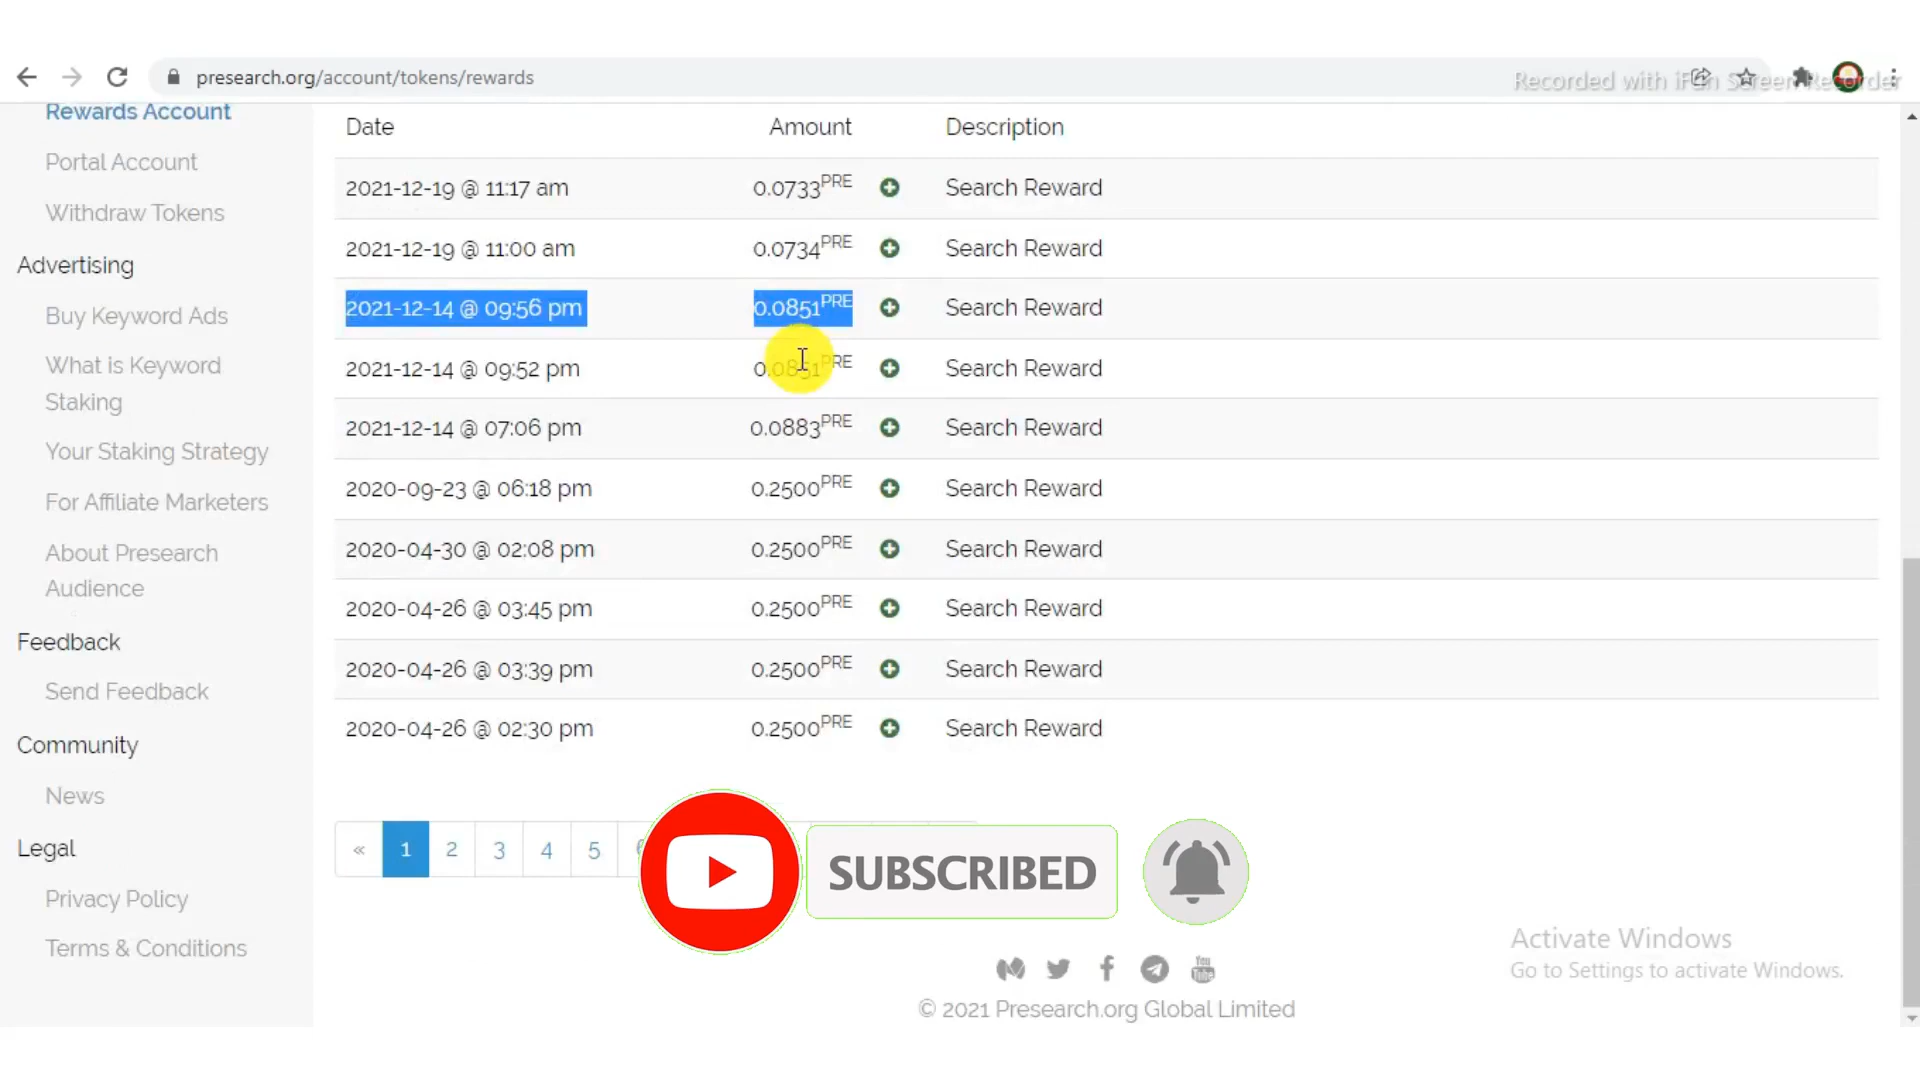 presearch.org/account/tokens/rewards
Recorded with iFun Screen Recorder
Rewards Account
Portal Account
Withdraw Tokens
Advertising
Buy Keyword Ads
What is Keyword
Staking
Your Staking Strategy
For Affiliate Marketers
About Presearch
Audience
Feedback
Send Feedback
Community
News
Legal
Privacy Policy
Terms & Conditions
Date Amount Description
2021-12-19 @ 11:17 am 0.0733PRE Search Reward
2021-12-19 @ 11:00 am 0.0734PRE Search Reward
2021-12-14 @ 09:56 pm 0.0851PRE Search Reward
2021-12-14 @ 09:52 pm 0.0851PRE Search Reward
2021-12-14 @ 07:06 pm 0.0883PRE Search Reward
2020-09-23 @ 06:18 pm 0.2500PRE Search Reward
2020-04-30 @ 02:08 pm 0.2500PRE Search Reward
2020-04-26 @ 03:45 pm 0.2500PRE Search Reward
2020-04-26 @ 03:39 pm 0.2500PRE Search Reward
2020-04-26 @ 02:30 pm 0.2500PRE Search Reward
« 1 2 3 4 5
SUBSCRIBED
Activate Windows
Go to Settings to activate Windows.
You
Tube
© 2021 Presearch.org Global Limited